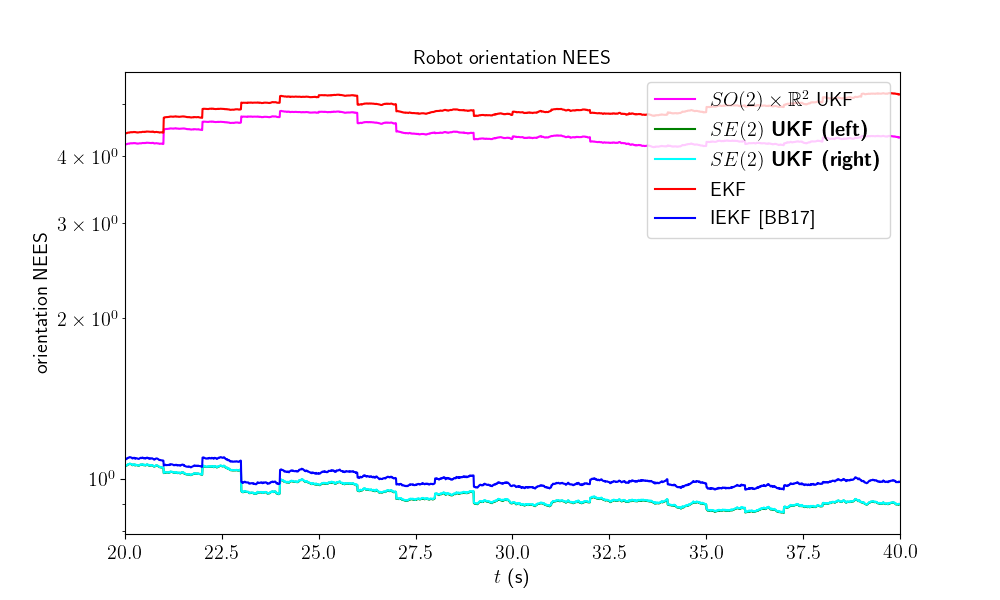 Robot orientation NEES
SO(2) × ℝ² UKF
SE(2) UKF (left)
SE(2) UKF (right)
EKF
IEKF [BB17]
orientation NEES
4 × 10⁰
3 × 10⁰
2 × 10⁰
10⁰
20.0 22.5 25.0 27.5 30.0 32.5 35.0 37.5 40.0
t (s)